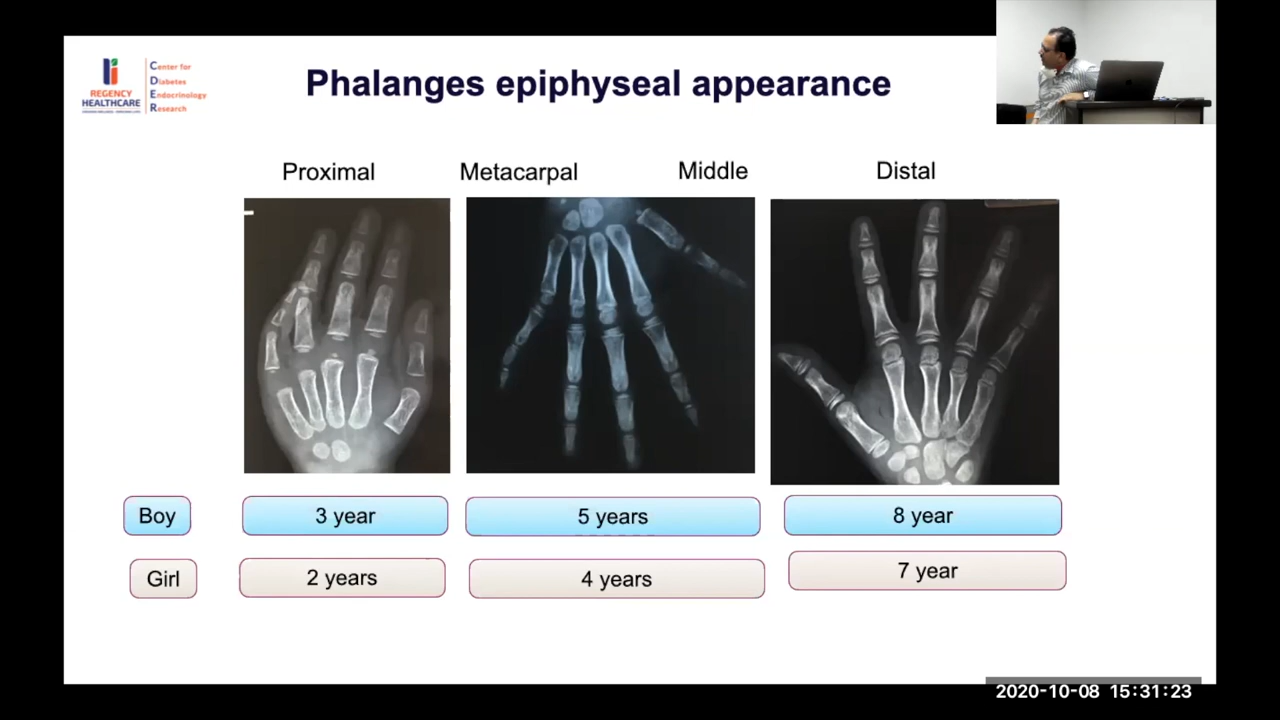 REGENCY
HEALTHCARE
Center for
Diabetes
Endocrinology
Research
Phalanges epiphyseal appearance
Proximal Metacarpal Middle Distal
Boy 3 year 5 years 8 year
Girl 2 years 4 years 7 year
2020-10-08 15:31:23